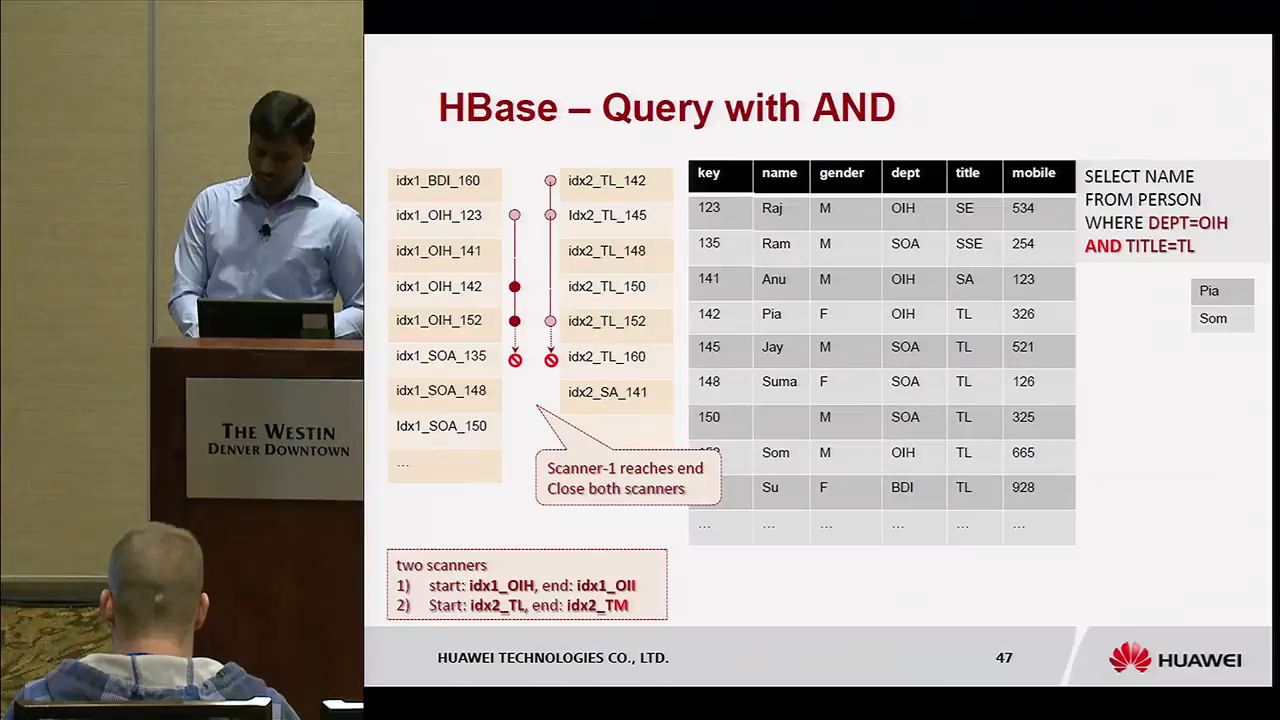 HBase – Query with AND
idx1_BDI_160
idx1_OIH_123
idx1_OIH_141
idx1_OIH_142
idx1_OIH_152
idx1_SOA_135
idx1_SOA_148
Idx1_SOA_150
...
idx2_TL_142
Idx2_TL_145
idx2_TL_148
idx2_TL_150
idx2_TL_152
idx2_TL_160
idx2_SA_141
key name gender dept title mobile
123 Raj M OIH SE 534
135 Ram M SOA SSE 254
141 Anu M OIH SA 123
142 Pia F OIH TL 326
145 Jay M SOA TL 521
148 Suma F SOA TL 126
150 M SOA TL 325
Som M OIH TL 665
Su F BDI TL 928
... ... ... ... ... ...
SELECT NAME
FROM PERSON
WHERE DEPT=OIH
AND TITLE=TL
Pia
Som
Scanner-1 reaches end
Close both scanners
two scanners
1) start: idx1_OIH, end: idx1_OII
2) Start: idx2_TL, end: idx2_TM
HUAWEI TECHNOLOGIES CO., LTD.
47
HUAWEI
THE WESTIN
DENVER DOWNTOWN